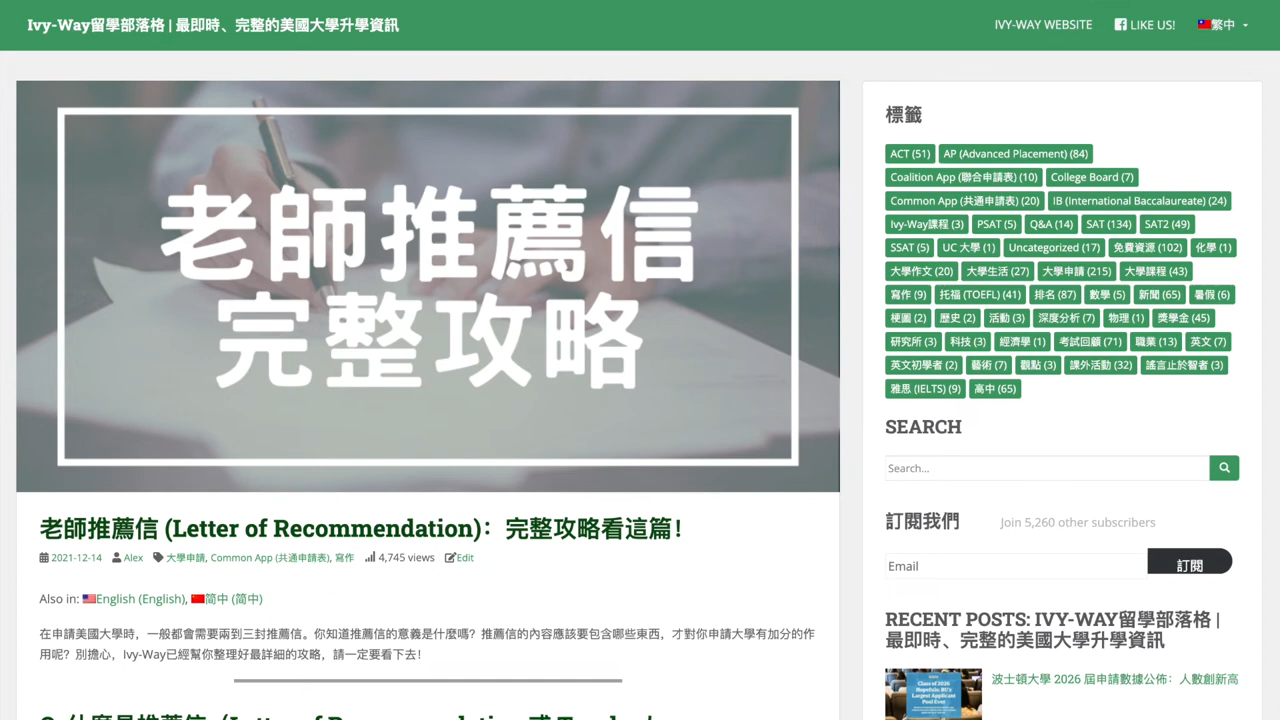 Ivy-Way留學部落格 | 最即時、完整的美國大學升學資訊
IVY-WAY WEBSITE LIKE US! 繁中
老師推薦信
完整攻略
老師推薦信 (Letter of Recommendation)：完整攻略看這篇！
2021-12-14 Alex 大學申請, Common App (共通申請表), 寫作 4,745 views Edit
Also in: English (English), 简中 (简中)
在申請美國大學時，一般都會需要兩到三封推薦信。你知道推薦信的意義是什麼嗎？推薦信的內容應該要包含哪些東西，才對你申請大學有加分的作
用呢？別擔心，Ivy-Way已經幫你整理好最詳細的攻略，請一定要看下去！
標籤
ACT (51) AP (Advanced Placement) (84)
Coalition App (聯合申請表) (10) College Board (7)
Common App (共通申請表) (20) IB (International Baccalaureate) (24)
Ivy-Way課程 (3) PSAT (5) Q&A (14) SAT (134) SAT2 (49)
SSAT (5) UC 大學 (1) Uncategorized (17) 免費資源 (102) 化學 (1)
大學作文 (20) 大學生活 (27) 大學申請 (215) 大學課程 (43)
寫作 (9) 托福 (TOEFL) (41) 排名 (87) 數學 (5) 新聞 (65) 暑假 (6)
梗圖 (2) 歷史 (2) 活動 (3) 深度分析 (7) 物理 (1) 獎學金 (45)
研究所 (3) 科技 (3) 經濟學 (1) 考試回顧 (71) 職業 (13) 英文 (7)
英文初學者 (2) 藝術 (7) 觀點 (3) 課外活動 (32) 謠言止於智者 (3)
雅思 (IELTS) (9) 高中 (65)
SEARCH
Search...
訂閱我們 Join 5,260 other subscribers
Email 訂閱
RECENT POSTS: IVY-WAY留學部落格 |
最即時、完整的美國大學升學資訊
Class of 2026
Hopefuls: BU's
Largest Applicant
Pool Ever
波士頓大學 2026 屆申請數據公佈：人數創新高